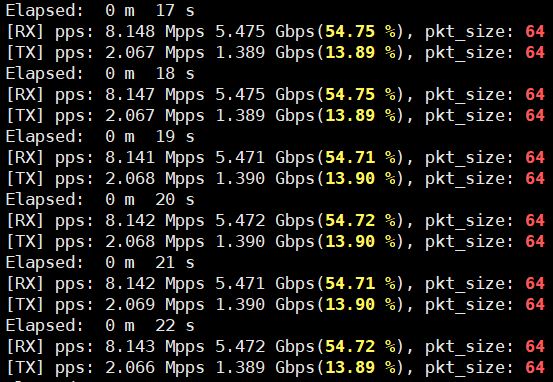 Elapsed:  0 m  17 s
[RX] pps: 8.148 Mpps 5.475 Gbps(54.75 %), pkt_size: 64
[TX] pps: 2.067 Mpps 1.389 Gbps(13.89 %), pkt_size: 64
Elapsed:  0 m  18 s
[RX] pps: 8.147 Mpps 5.475 Gbps(54.75 %), pkt_size: 64
[TX] pps: 2.067 Mpps 1.389 Gbps(13.89 %), pkt_size: 64
Elapsed:  0 m  19 s
[RX] pps: 8.141 Mpps 5.471 Gbps(54.71 %), pkt_size: 64
[TX] pps: 2.068 Mpps 1.390 Gbps(13.90 %), pkt_size: 64
Elapsed:  0 m  20 s
[RX] pps: 8.142 Mpps 5.472 Gbps(54.72 %), pkt_size: 64
[TX] pps: 2.068 Mpps 1.390 Gbps(13.90 %), pkt_size: 64
Elapsed:  0 m  21 s
[RX] pps: 8.142 Mpps 5.471 Gbps(54.71 %), pkt_size: 64
[TX] pps: 2.069 Mpps 1.390 Gbps(13.90 %), pkt_size: 64
Elapsed:  0 m  22 s
[RX] pps: 8.143 Mpps 5.472 Gbps(54.72 %), pkt_size: 64
[TX] pps: 2.066 Mpps 1.389 Gbps(13.89 %), pkt_size: 64